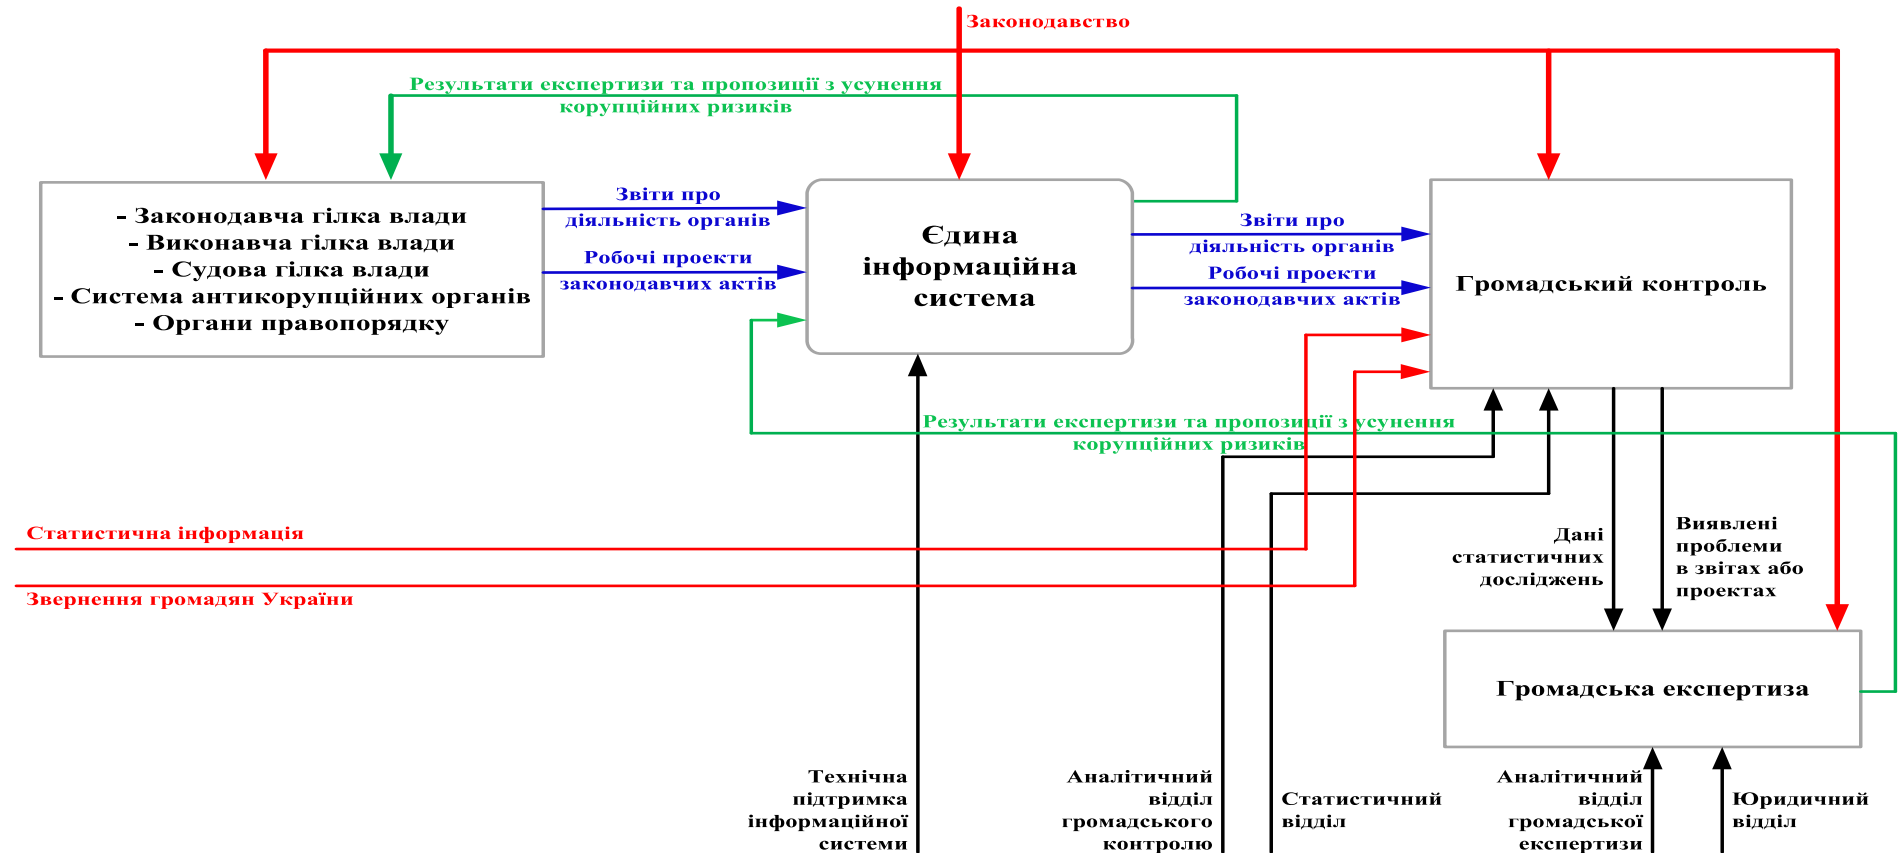 Законодавство
Результати експертизи та пропозиції з усунення
корупційних ризиків
- Законодавча гілка влади
- Виконавча гілка влади
- Судова гілка влади
- Система антикорупційних органів
- Органи правопорядку
Звіти про
діяльність органів
Робочі проекти
законодавчих актів
Єдина
інформаційна
система
Звіти про
діяльність органів
Робочі проекти
законодавчих актів
Громадський контроль
Результати експертизи та пропозиції з усунення
корупційних ризиків
Статистична інформація
Звернення громадян України
Дані
статистичних
досліджень
Виявлені
проблеми
в звітах або
проектах
Громадська експертиза
Технічна
підтримка
інформаційної
системи
Аналітичний
відділ
громадського
контролю
Статистичний
відділ
Аналітичний
відділ
громадської
експертизи
Юридичний
відділ